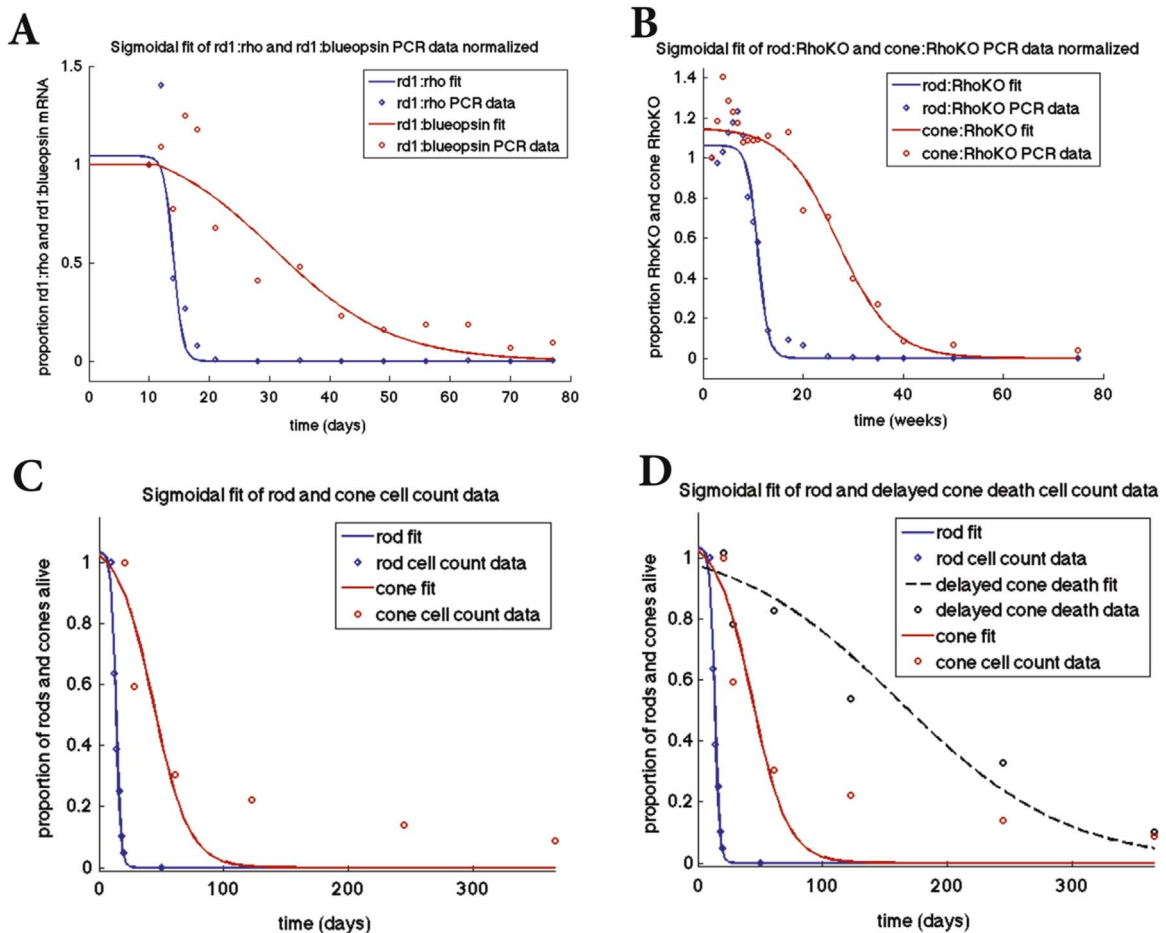 A
Sigmoidal fit of rd1:rho and rd1:blueopsin PCR data normalized
proportion rd1:rho and rd1:blueopsin mRNA
1.5
1
0.5
0
rd1:rho fit
rd1:rho PCR data
rd1:blueopsin fit
rd1:blueopsin PCR data
0 10 20 30 40 50 60 70 80
time (days)
B
Sigmoidal fit of rod:RhoKO and cone:RhoKO PCR data normalized
proportion RhoKO and cone RhoKO
1.4
1.2
1
0.8
0.6
0.4
0.2
0
rod:RhoKO fit
rod:RhoKO PCR data
cone:RhoKO fit
cone:RhoKO PCR data
0 20 40 60 80
time (weeks)
C
Sigmoidal fit of rod and cone cell count data
proportion of rods and cones alive
1
0.8
0.6
0.4
0.2
0
rod fit
rod cell count data
cone fit
cone cell count data
0 100 200 300
time (days)
D
Sigmoidal fit of rod and delayed cone death cell count data
proportion of rods and cones alive
1
0.8
0.6
0.4
0.2
0
rod fit
rod cell count data
delayed cone death fit
delayed cone death data
cone fit
cone cell count data
0 100 200 300
time (days)